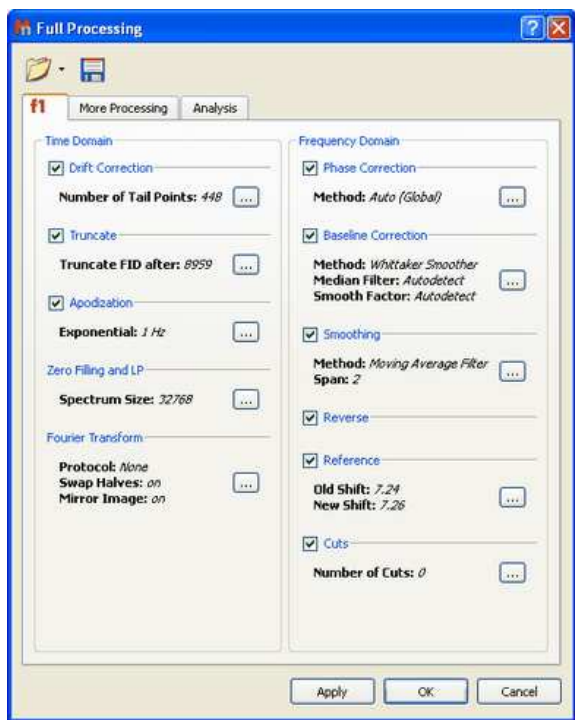 Full Processing
f1
More Processing
Analysis
Time Domain
Drift Correction
Number of Tail Points: 448
...
Truncate
Truncate FID after: 8959
...
Apodization
Exponential: 1 Hz
...
Zero Filling and LP
Spectrum Size: 32768
...
Fourier Transform
Protocol: None
Swap Halves: on
Mirror Image: on
...
Frequency Domain
Phase Correction
Method: Auto (Global)
...
Baseline Correction
Method: Whittaker Smoother
Median Filter: Autodetect
Smooth Factor: Autodetect
...
Smoothing
Method: Moving Average Filter
Span: 2
...
Reverse
Reference
Old Shift: 7.24
New Shift: 7.26
...
Cuts
Number of Cuts: 0
...
Apply
OK
Cancel